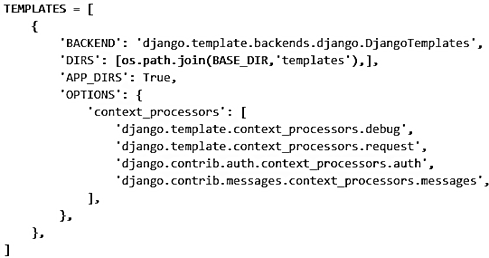 TEMPLATES = [
    {
        'BACKEND': 'django.template.backends.django.DjangoTemplates',
        'DIRS': [os.path.join(BASE_DIR,'templates'),],
        'APP_DIRS': True,
        'OPTIONS': {
            'context_processors': [
                'django.template.context_processors.debug',
                'django.template.context_processors.request',
                'django.contrib.auth.context_processors.auth',
                'django.contrib.messages.context_processors.messages',
            ],
        },
    },
]